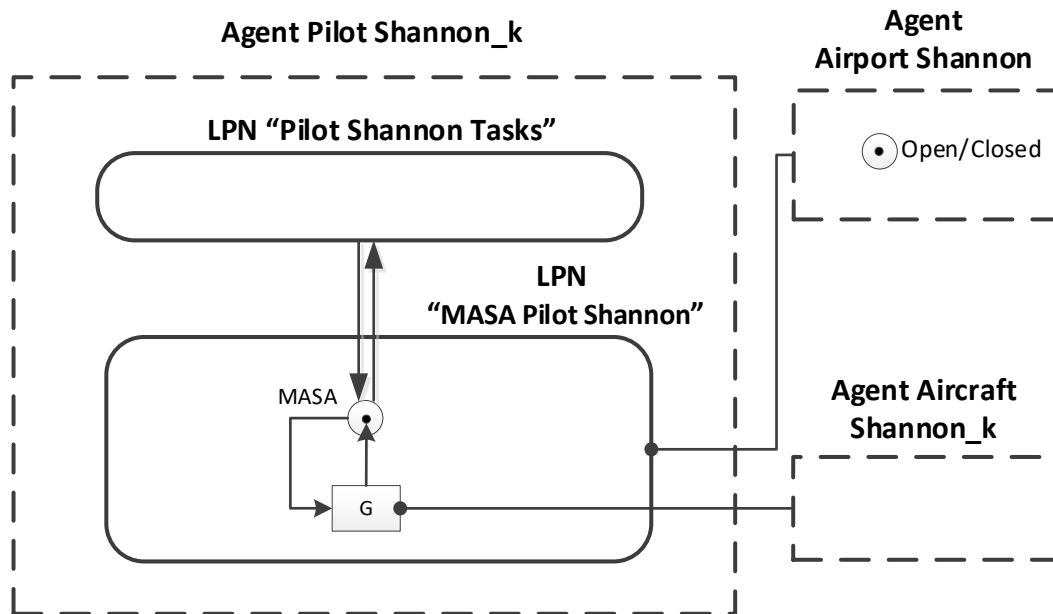 Agent Pilot Shannon_k
Agent
Airport Shannon
LPN “Pilot Shannon Tasks”
Open/Closed
LPN
“MASA Pilot Shannon”
MASA
G
Agent Aircraft
Shannon_k